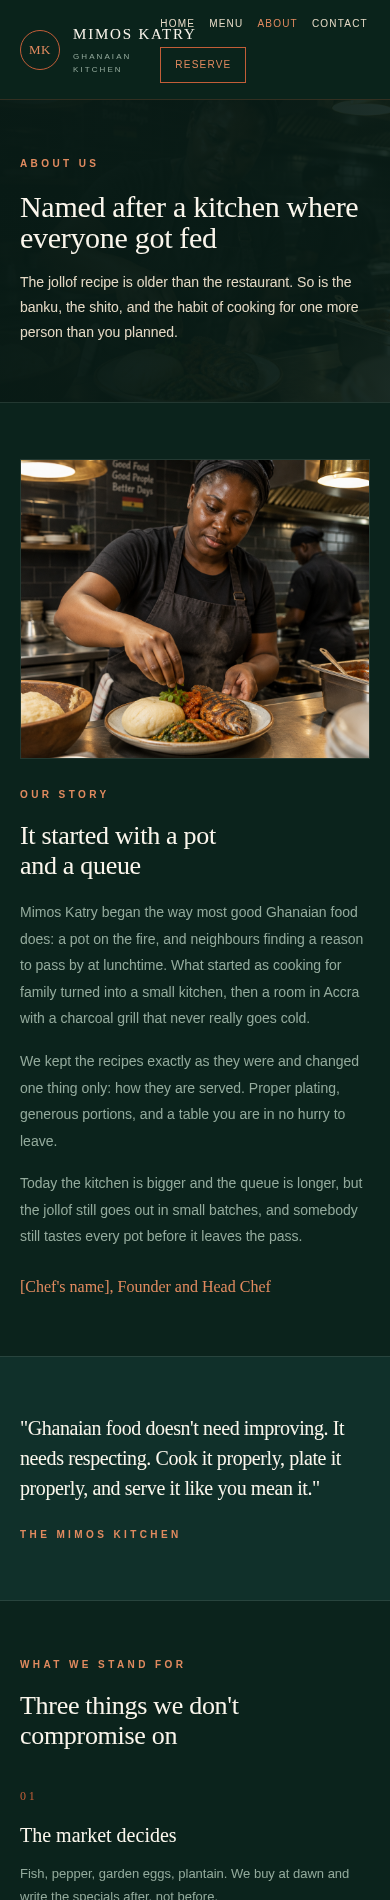 MK
MIMOS KATRY
GHANAIAN
KITCHEN
HOME MENU ABOUT CONTACT
RESERVE
ABOUT US
Named after a kitchen where
everyone got fed
The jollof recipe is older than the restaurant. So is the
banku, the shito, and the habit of cooking for one more
person than you planned.
Good Food
Good People
Better Days
OUR STORY
It started with a pot
and a queue
Mimos Katry began the way most good Ghanaian food
does: a pot on the fire, and neighbours finding a reason
to pass by at lunchtime. What started as cooking for
family turned into a small kitchen, then a room in Accra
with a charcoal grill that never really goes cold.
We kept the recipes exactly as they were and changed
one thing only: how they are served. Proper plating,
generous portions, and a table you are in no hurry to
leave.
Today the kitchen is bigger and the queue is longer, but
the jollof still goes out in small batches, and somebody
still tastes every pot before it leaves the pass.
[Chef's name], Founder and Head Chef
"Ghanaian food doesn't need improving. It
needs respecting. Cook it properly, plate it
properly, and serve it like you mean it."
THE MIMOS KITCHEN
WHAT WE STAND FOR
Three things we don't
compromise on
01
The market decides
Fish, pepper, garden eggs, plantain. We buy at dawn and
write the specials after, not before.